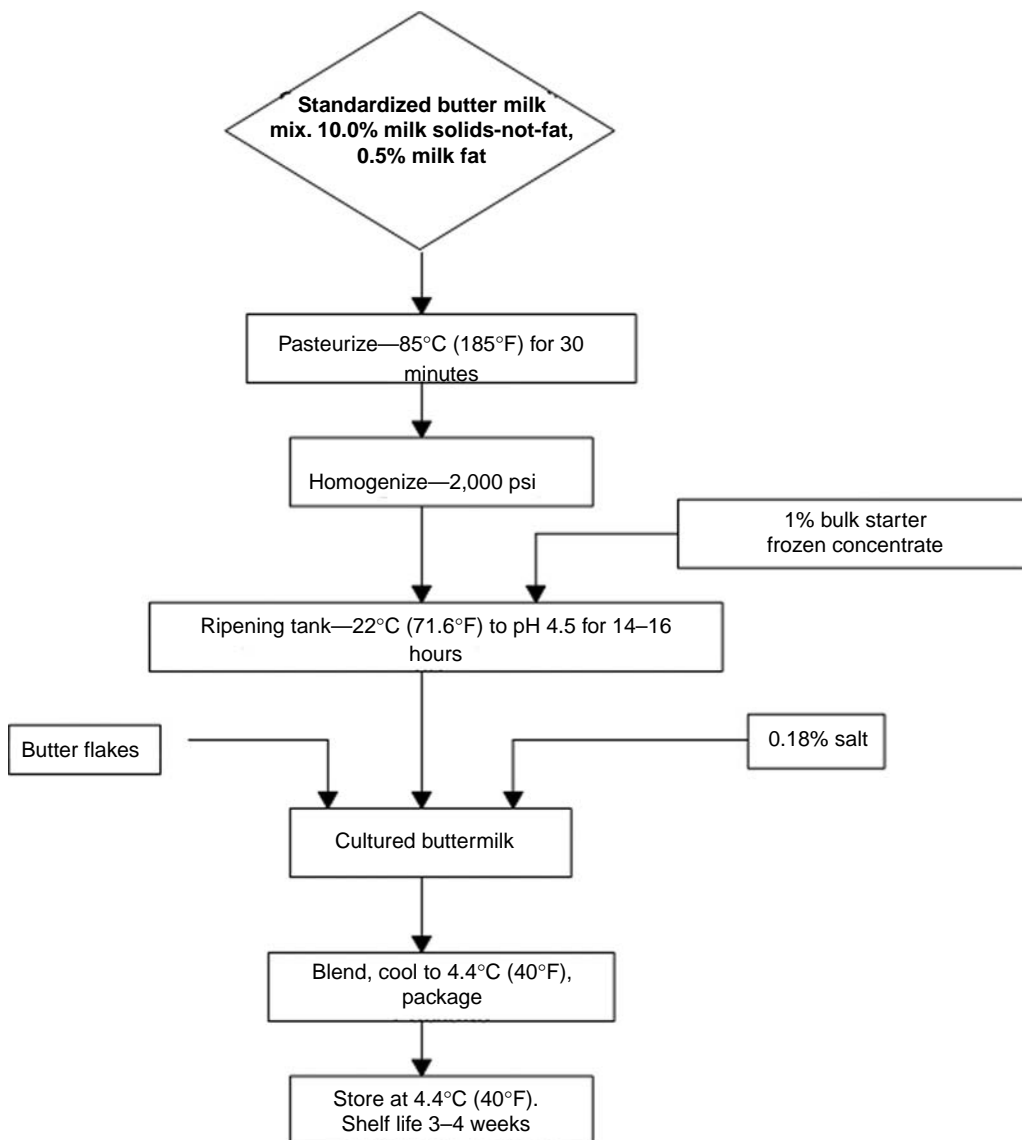 Standardized butter milk
mix. 10.0% milk solids-not-fat,
0.5% milk fat
Pasteurize—85°C (185°F) for 30
minutes
Homogenize—2,000 psi
1% bulk starter
frozen concentrate
Ripening tank—22°C (71.6°F) to pH 4.5 for 14–16
hours
Butter flakes
0.18% salt
Cultured buttermilk
Blend, cool to 4.4°C (40°F),
package
Store at 4.4°C (40°F).
Shelf life 3–4 weeks